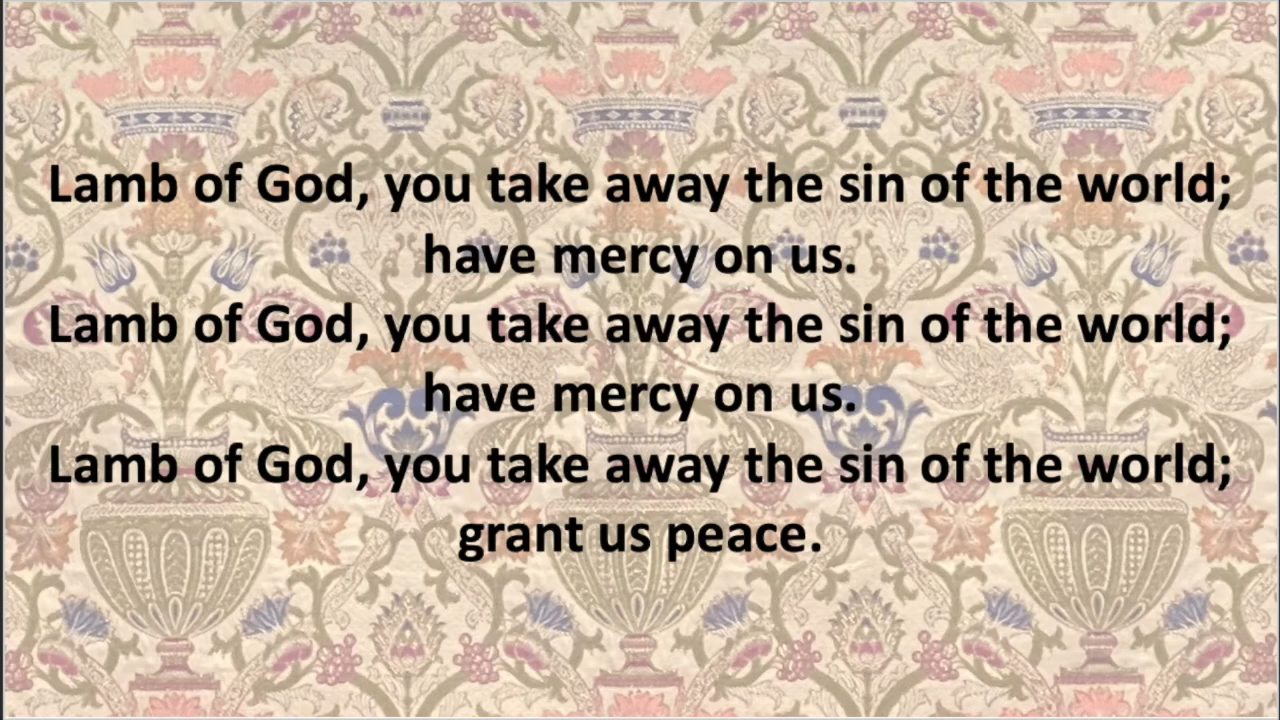 Lamb of God, you take away the sin of the world;
have mercy on us.
Lamb of God, you take away the sin of the world;
have mercy on us.
Lamb of God, you take away the sin of the world;
grant us peace.